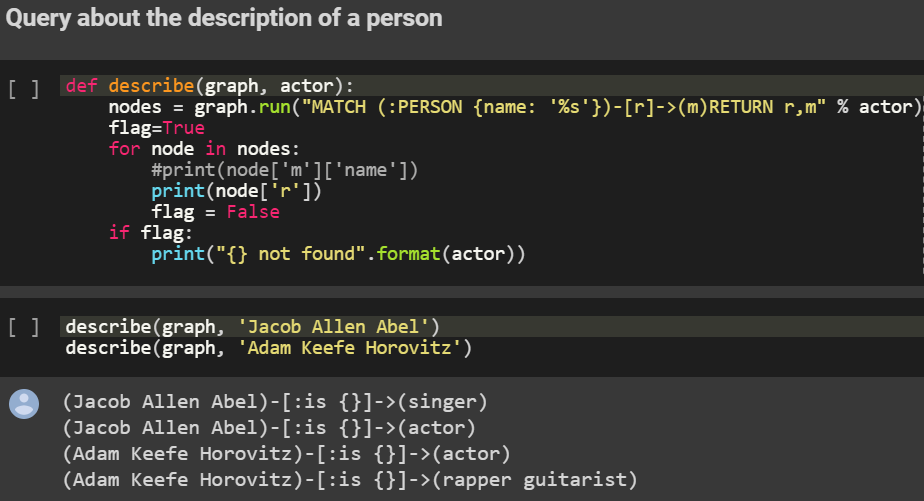 Query about the description of a person
[ ] def describe(graph, actor):
nodes = graph.run("MATCH (:PERSON {name: '%s'})-[r]->(m)RETURN r,m" % actor)
flag=True
for node in nodes:
#print(node['m']['name'])
print(node['r'])
flag = False
if flag:
print("{} not found".format(actor))
[ ] describe(graph, 'Jacob Allen Abel')
describe(graph, 'Adam Keefe Horovitz')
(Jacob Allen Abel)-[:is {}]->(singer)
(Jacob Allen Abel)-[:is {}]->(actor)
(Adam Keefe Horovitz)-[:is {}]->(actor)
(Adam Keefe Horovitz)-[:is {}]->(rapper guitarist)